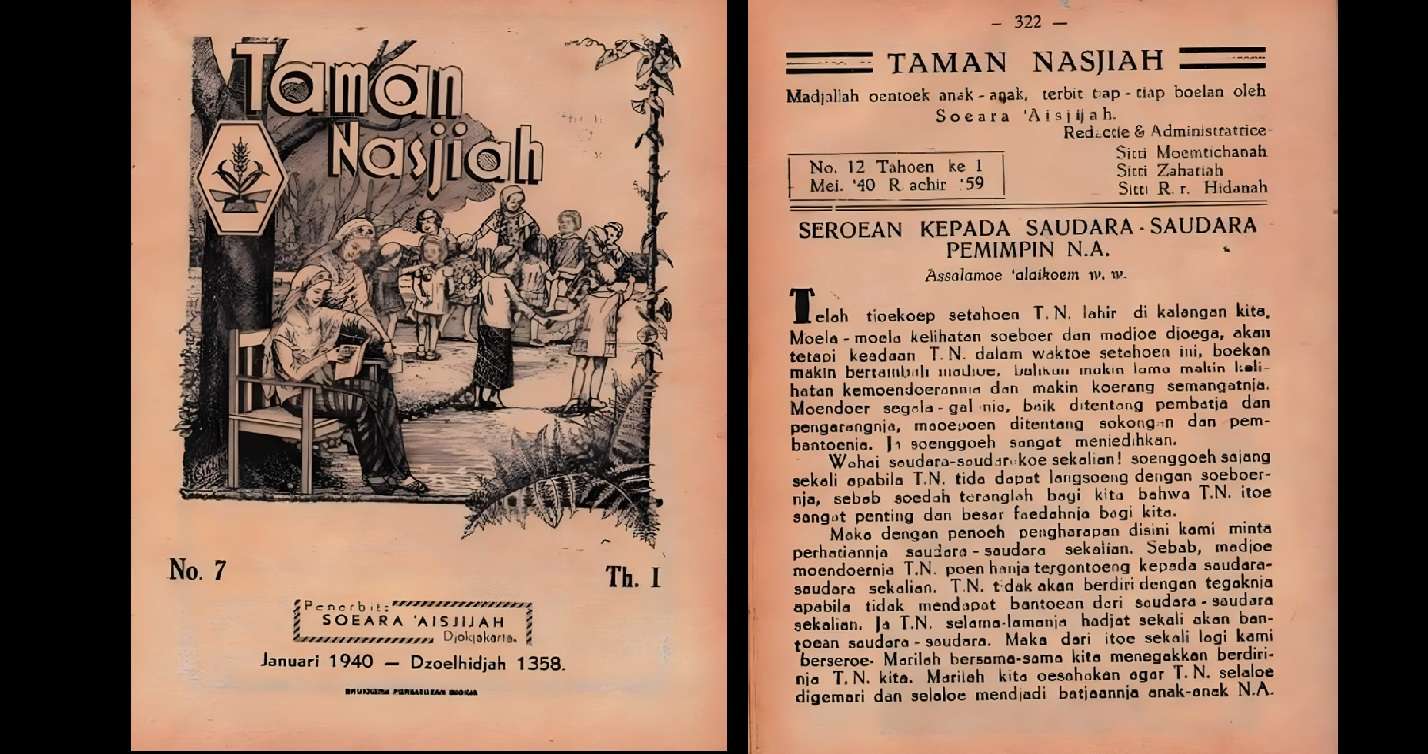 Taman
Nasjiah
No. 7
Th. I
Penerbit:
SOEARA 'AISJIJAH
Djokjakarta.
Januari 1940 — Dzoelhidjah 1358.
— 322 —
TAMAN NASJIAH
Madjallah oentoek anak - anak, terbit tiap - tiap boelan oleh
Soeara 'Aisjijah.
Redactie & Administratrice
Sitti Moemtichanah
Sitti Zahariah
Sitti R. r. Hidanah
No. 12 Tahoen ke 1
Mei. '40 R achir '59
SEROEAN KEPADA SAUDARA - SAUDARA
PEMIMPIN N.A.
Assalamoe 'alaikoem w. w.
Telah tjoekoep setahoen T.N. lahir di kalangan kita,
Moela - moela kelihatan soeboer dan madjoe djoega, akan
tetapi keadaan T.N. dalam waktoe setahoen ini, boekan
makin bertambah madjoe, bahkan makin lama makin keli-
hatan kemoendoerannja dan makin koerang semangatnja.
Moendoer segala - gal nja, baik ditentang pembatja dan
pengarangnja, maoepoen ditentang sokongan dan pem-
bantoenja. Ja soenggoeh sangat menjedihkan.
Wahai saudara-saudarakoe sekalian! soenggoeh sajang
sekali apabila T.N. tida dapat langsoeng dengan soeboer-
nja, sebab soedah teranglah bagi kita bahwa T.N. itoe
sangat penting dan besar faedahnja bagi kita.
Maka dengan penoeh pengharapan disini kami minta
perhatiannja saudara - saudara sekalian. Sebab, madjoe
moendoernja T.N. poen hanja tergantoeng kepada saudara-
saudara sekalian. T.N. tidak akan berdiri dengan tegaknja
apabila tidak mendapat bantoean dari saudara - saudara
sekalian. Ja T.N. selama-lamanja hadjat sekali akan ban-
toean saudara - saudara. Maka dari itoe sekali lagi kami
berseroe. Marilah bersama-sama kita menegakkan berdiri-
nja T.N. kita. Marilah kita oesahakan agar T.N. selaloe
digemari dan selaloe mendjadi batjaannja anak-anak N.A.